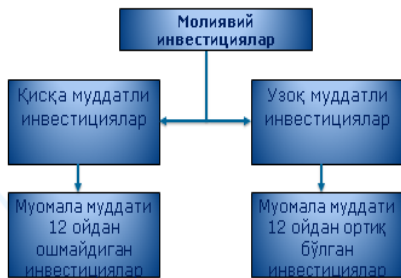 Молиявий
инвестициялар
Қисқа муддатли
инвестициялар
Узоқ муддатли
инвестициялар
Муомала муддати
12 ойдан
ошмайдиган
инвестициялар
Муомала муддати
12 ойдан ортиқ
бўлган
инвестициялар